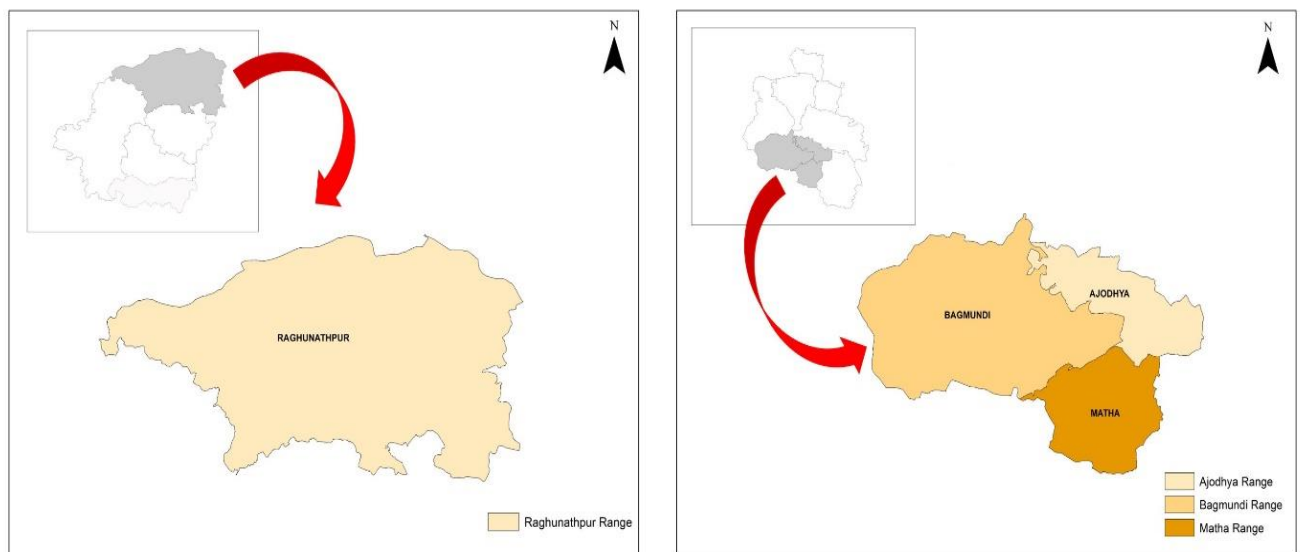 N
RAGHUNATHPUR
Raghunathpur Range
N
AJODHYA
BAGMUNDI
MATHA
Ajodhya Range
Bagmundi Range
Matha Range